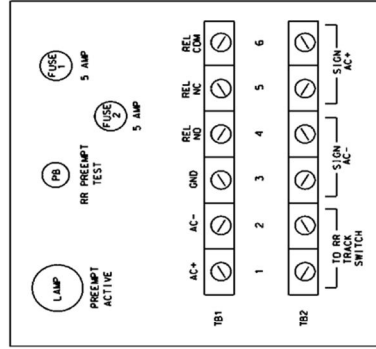 LAMP
PREEMPT
ACTIVE
PB
RR PREEMPT
TEST
FUSE
1
5 AMP
FUSE
2
5 AMP
TB1
AC+
AC-
GND
REL
NO
REL
NC
REL
COM
1
2
3
4
5
6
TB2
TO RR
TRACK
SWITCH
SIGN
AC-
SIGN
AC+